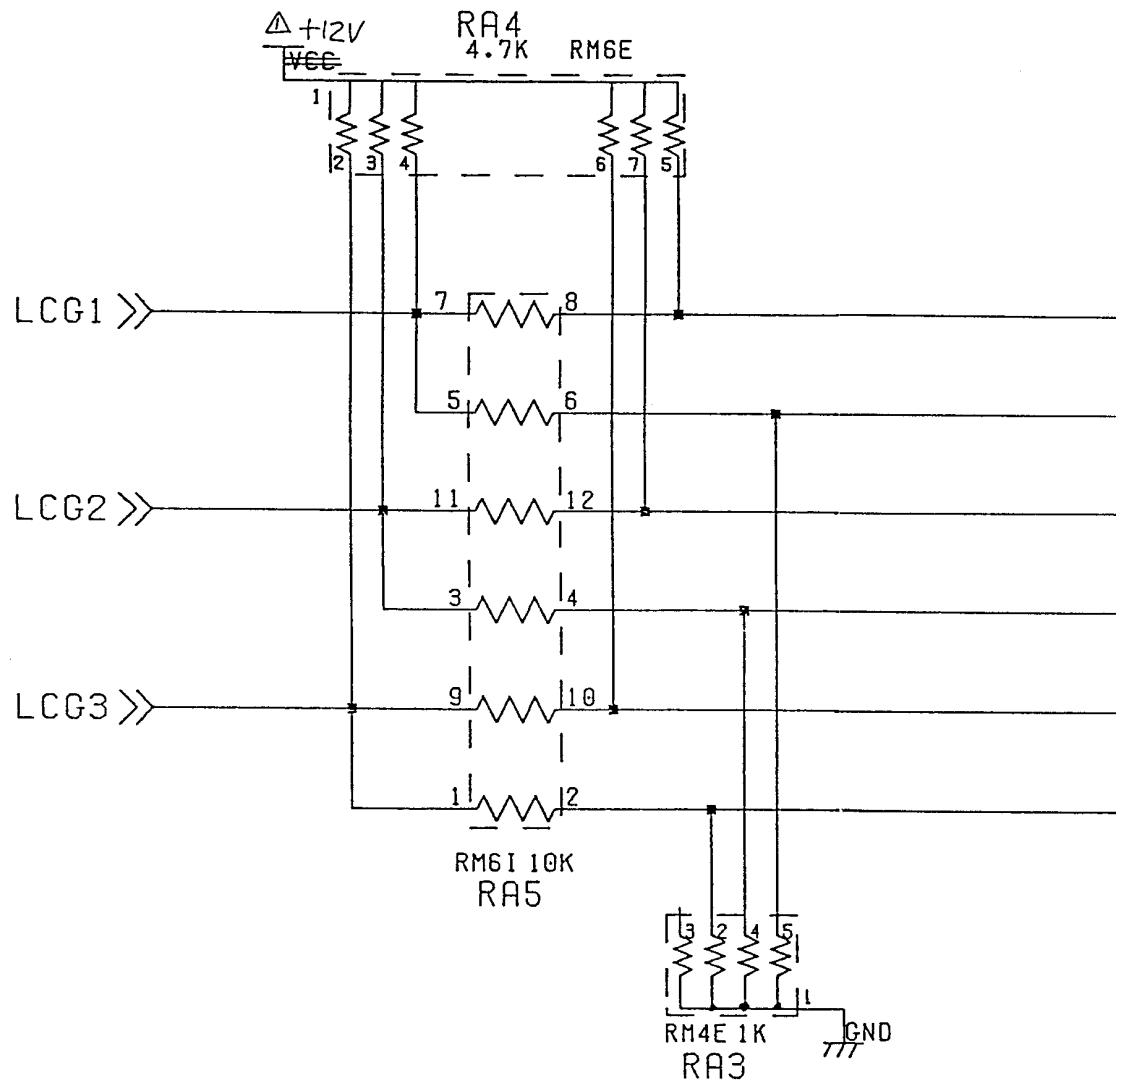 1 +12V
RA4
4.7K RM6E
VCC
1
2 3 4 6 7 5
LCG1 7 8
5 6
LCG2 11 12
3 4
LCG3 9 10
1 2
RM6I 10K
RA5
3 2 4 5
1
RM4E 1K GND
RA3